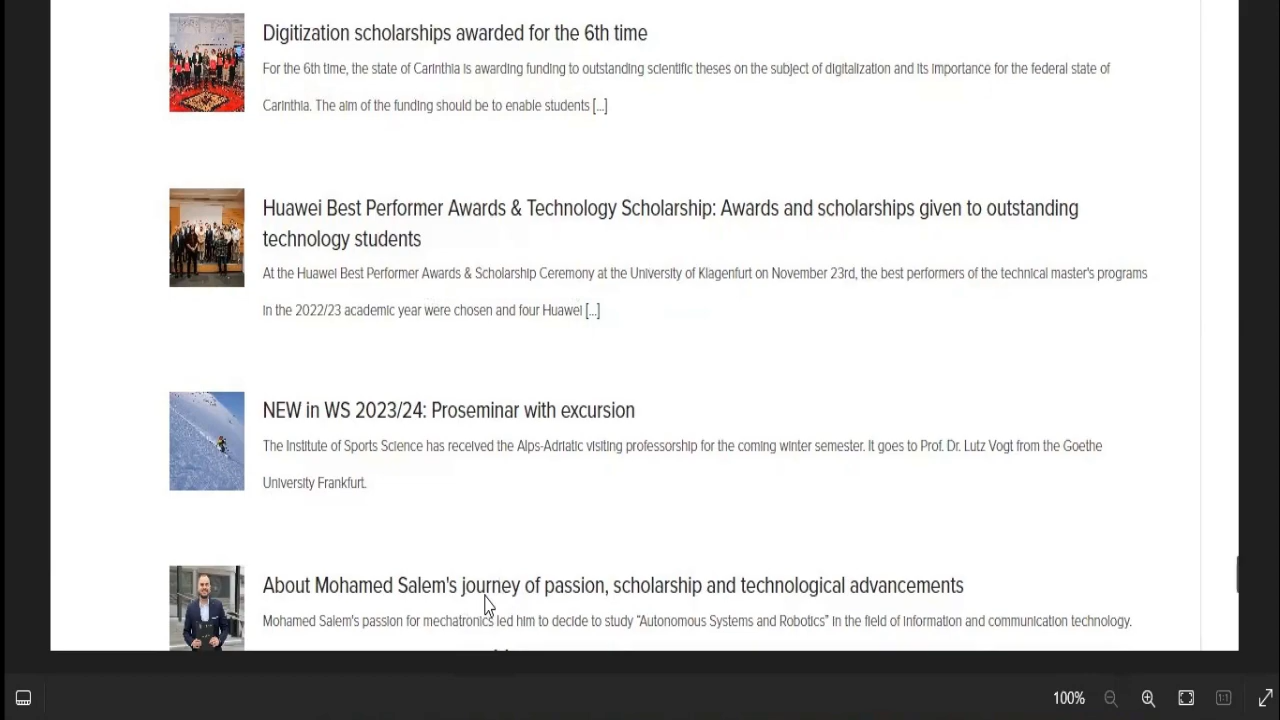 Digitization scholarships awarded for the 6th time
For the 6th time, the state of Carinthia is awarding funding to outstanding scientific theses on the subject of digitalization and its importance for the federal state of
Carinthia. The aim of the funding should be to enable students [...]
Huawei Best Performer Awards & Technology Scholarship: Awards and scholarships given to outstanding
technology students
At the Huawei Best Performer Awards & Scholarship Ceremony at the University of Klagenfurt on November 23rd, the best performers of the technical master's programs
in the 2022/23 academic year were chosen and four Huawei [...]
NEW in WS 2023/24: Proseminar with excursion
The Institute of Sports Science has received the Alps-Adriatic visiting professorship for the coming winter semester. It goes to Prof. Dr. Lutz Vogt from the Goethe
University Frankfurt.
About Mohamed Salem's journey of passion, scholarship and technological advancements
Mohamed Salem's passion for mechatronics led him to decide to study “Autonomous Systems and Robotics” in the field of information and communication technology.
100%
1:1